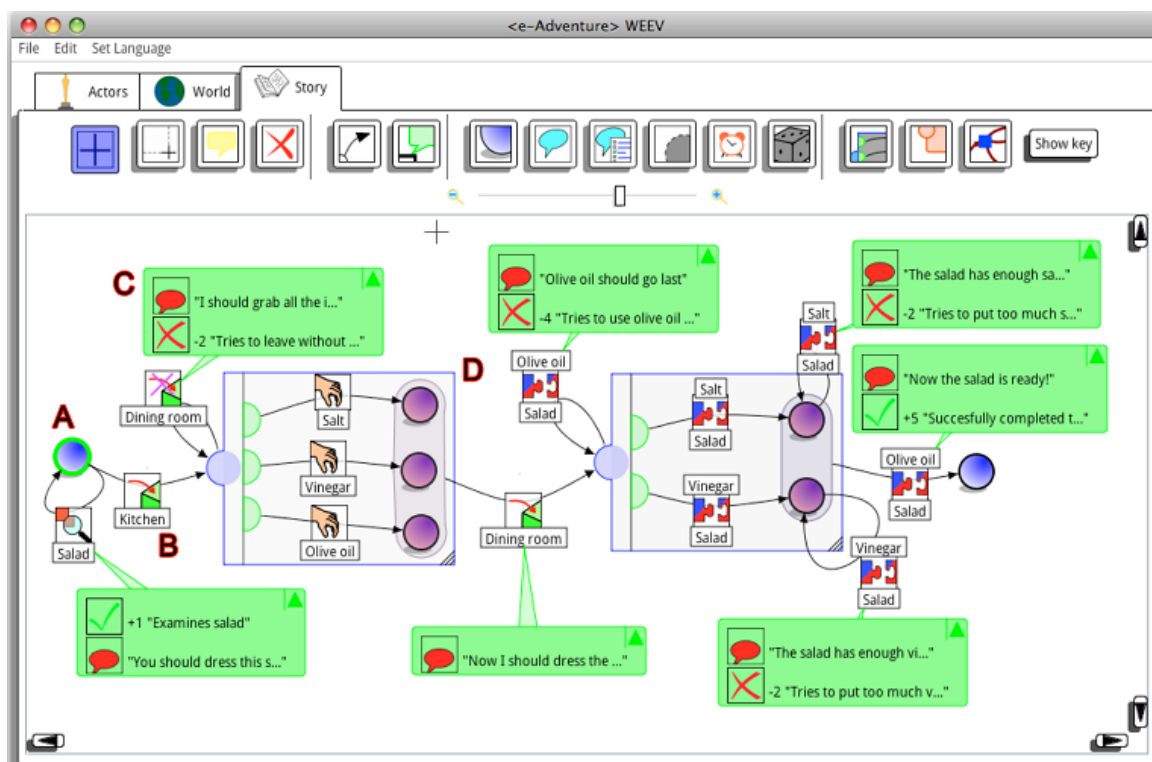 <e-Adventure> WEEV
File Edit Set Language
Actors
World
Story
Show key
C
"I should grab all the i..."
-2 "Tries to leave without ..."
"Olive oil should go last"
-4 "Tries to use olive oil ..."
"The salad has enough sa..."
-2 "Tries to put too much s..."
Salt
Salad
"Now the salad is ready!"
+5 "Succesfully completed t..."
D
Olive oil
Salad
Dining room
A
Salt
Vinegar
Olive oil
Kitchen
B
Salad
Salt
Salad
Vinegar
Salad
Olive oil
Salad
Dining room
Vinegar
Salad
+1 "Examines salad"
"You should dress this s..."
"Now I should dress the ..."
"The salad has enough vi..."
-2 "Tries to put too much v..."